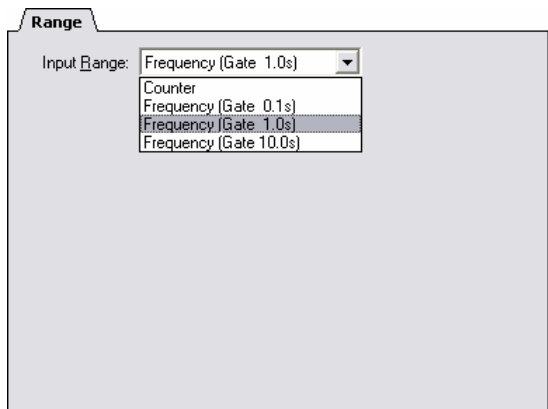 Range
Input Range: Frequency (Gate 1.0s)
Counter
Frequency (Gate 0.1s)
Frequency (Gate 1.0s)
Frequency (Gate 10.0s)